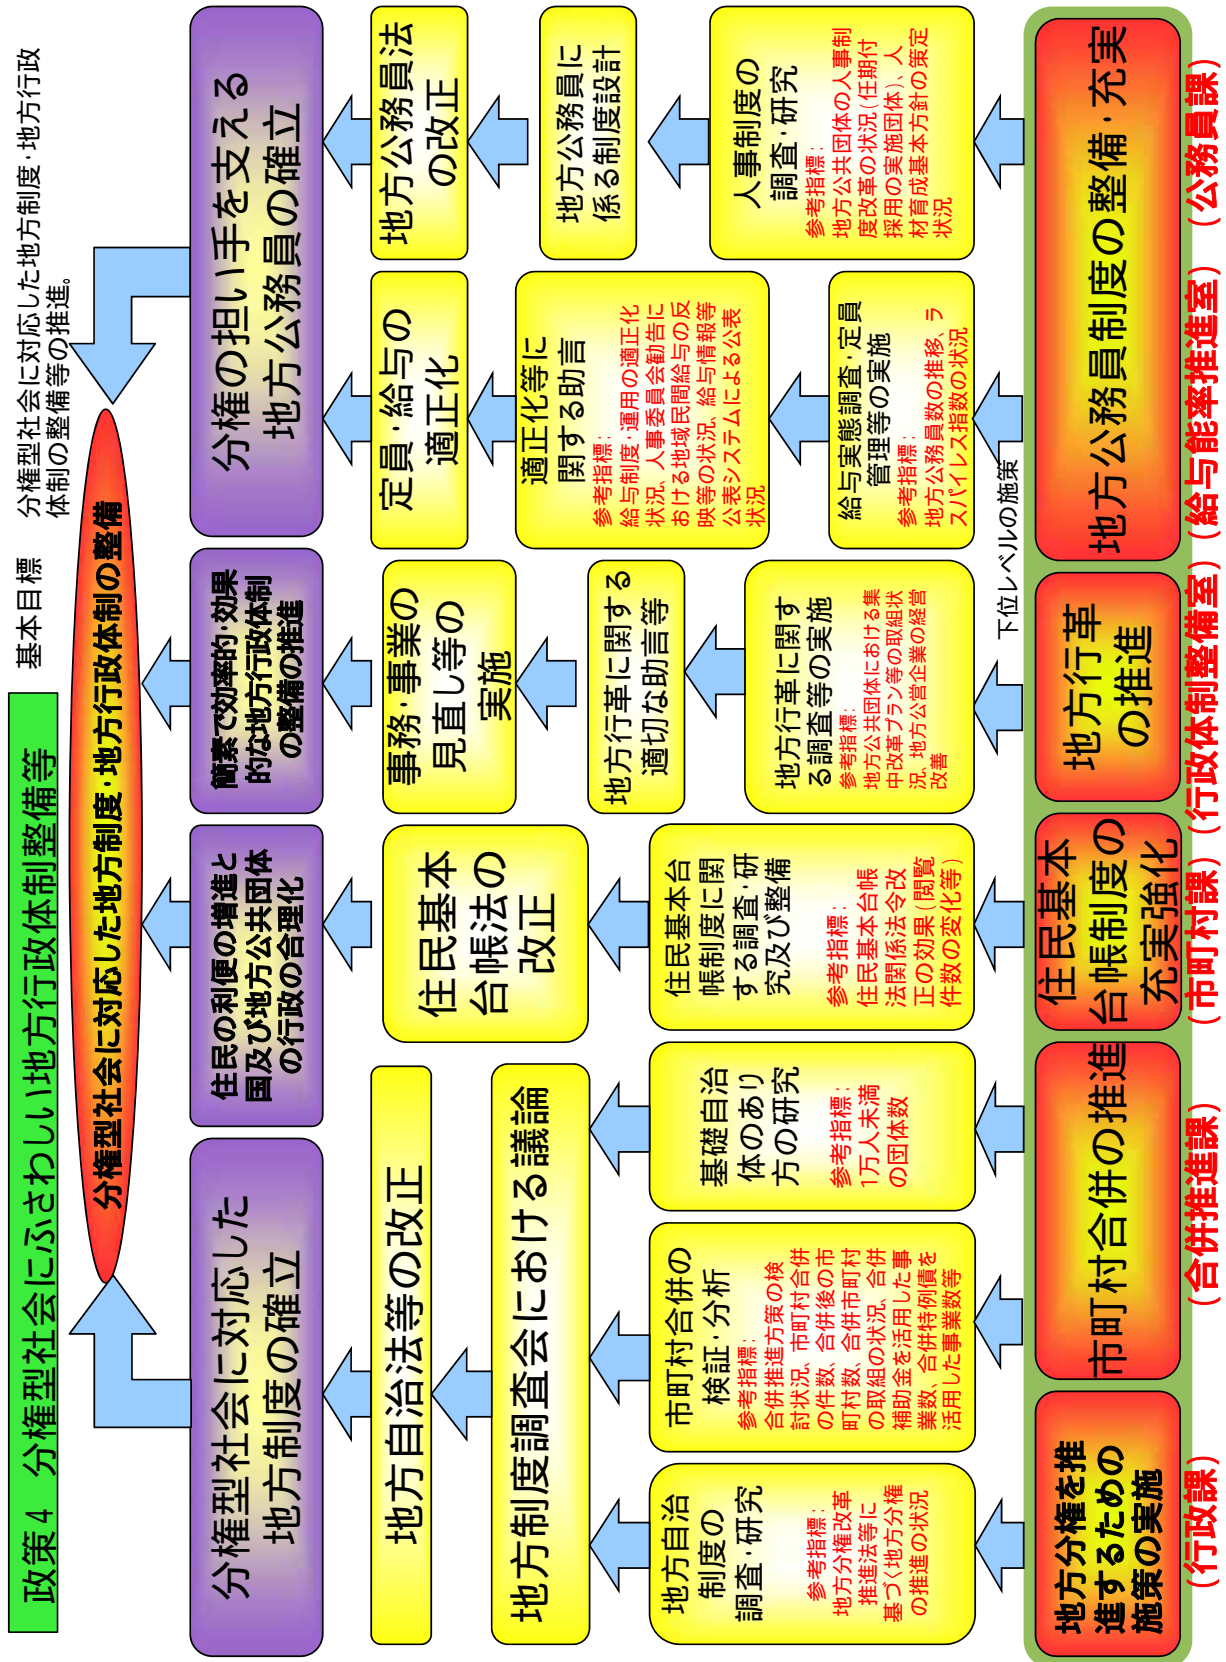 政策４　分権型社会にふさわしい地方行政体制整備等
基本目標　分権型社会に対応した地方制度・地方行政
体制の整備等の推進。
分権型社会に対応した地方制度・地方行政体制の整備
分権型社会に対応した
地方制度の確立
住民の利便の増進と
国及び地方公共団体
の行政の合理化
簡素で効率的・効果
的な地方行政体制
の整備の推進
分権の担い手を支える
地方公務員の確立
地方自治法等の改正
住民基本
台帳法の
改正
事務・事業の
見直し等の
実施
定員・給与の
適正化
地方公務員法
の改正
地方制度調査会における議論
地方行革に関する
適切な助言等
適正化等に
関する助言
参考指標：
給与制度・運用の適正化
状況、人事委員会勧告に
おける地域民間給与の反
映等の状況、給与情報等
公表システムによる公表
状況
地方公務員に
係る制度設計
地方自治
制度の
調査・研究
参考指標：
地方分権改革
推進法等に
基づく地方分権
の推進の状況
市町村合併の
検証・分析
参考指標：
合併推進方策の検
討状況、市町村合併
の件数、合併後の市
町村数、合併市町村
の取組の状況、合併
補助金を活用した事
業数、合併特例債を
活用した事業数等
基礎自治
体のあり
方の研究
参考指標：
1万人未満
の団体数
住民基本台
帳制度に関
する調査・研
究及び整備
参考指標：
住民基本台帳
法関係法令改
正の効果（閲覧
件数の変化等）
地方行革に関す
る調査等の実施
参考指標：
地方公共団体における集
中改革プラン等の取組状
況、地方公営企業の経営
改善
給与実態調査・定員
管理等の実施
参考指標：
地方公務員数の推移、ラ
スパイレス指数の状況
人事制度の
調査・研究
参考指標：
地方公共団体の人事制
度改革の状況（任期付
採用の実施団体）、人
材育成基本方針の策定
状況
下位レベルの施策
地方分権を推
進するための
施策の実施
市町村合併の推進
住民基本
台帳制度の
充実強化
地方行革
の推進
地方公務員制度の整備・充実
（行政課）
（合併推進課）
（市町村課）
（行政体制整備室）
（給与能率推進室）
（公務員課）